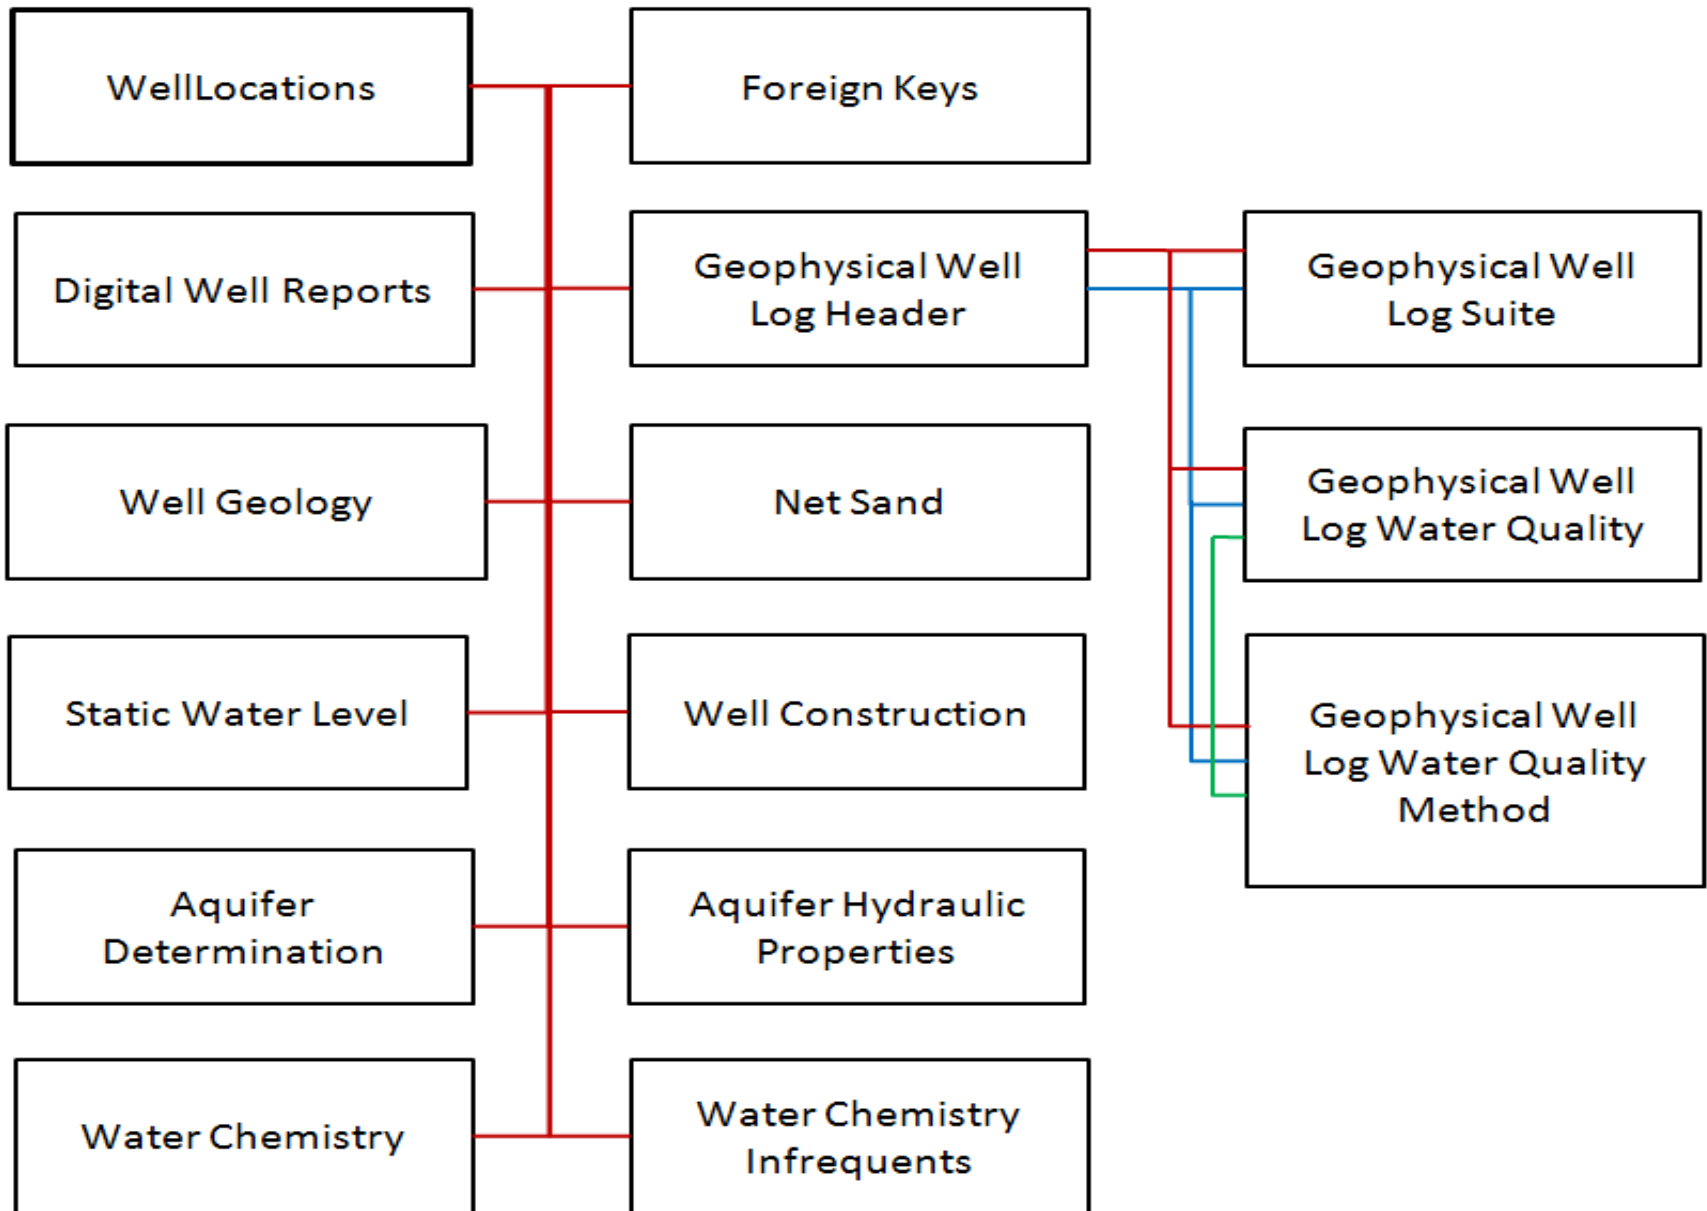 WellLocations
Foreign Keys
Digital Well Reports
Geophysical Well
Log Header
Geophysical Well
Log Suite
Well Geology
Net Sand
Geophysical Well
Log Water Quality
Static Water Level
Well Construction
Geophysical Well
Log Water Quality
Method
Aquifer
Determination
Aquifer Hydraulic
Properties
Water Chemistry
Water Chemistry
Infrequents